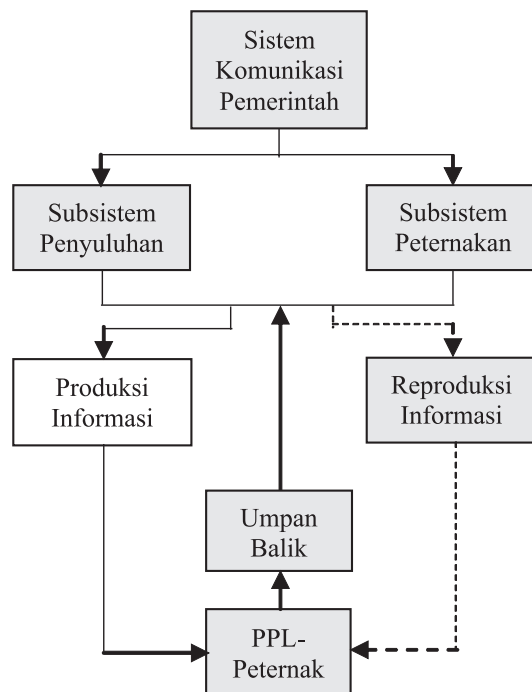 Sistem
Komunikasi
Pemerintah
Subsistem
Penyuluhan
Subsistem
Peternakan
Produksi
Informasi
Reproduksi
Informasi
Umpan
Balik
PPL-
Peternak